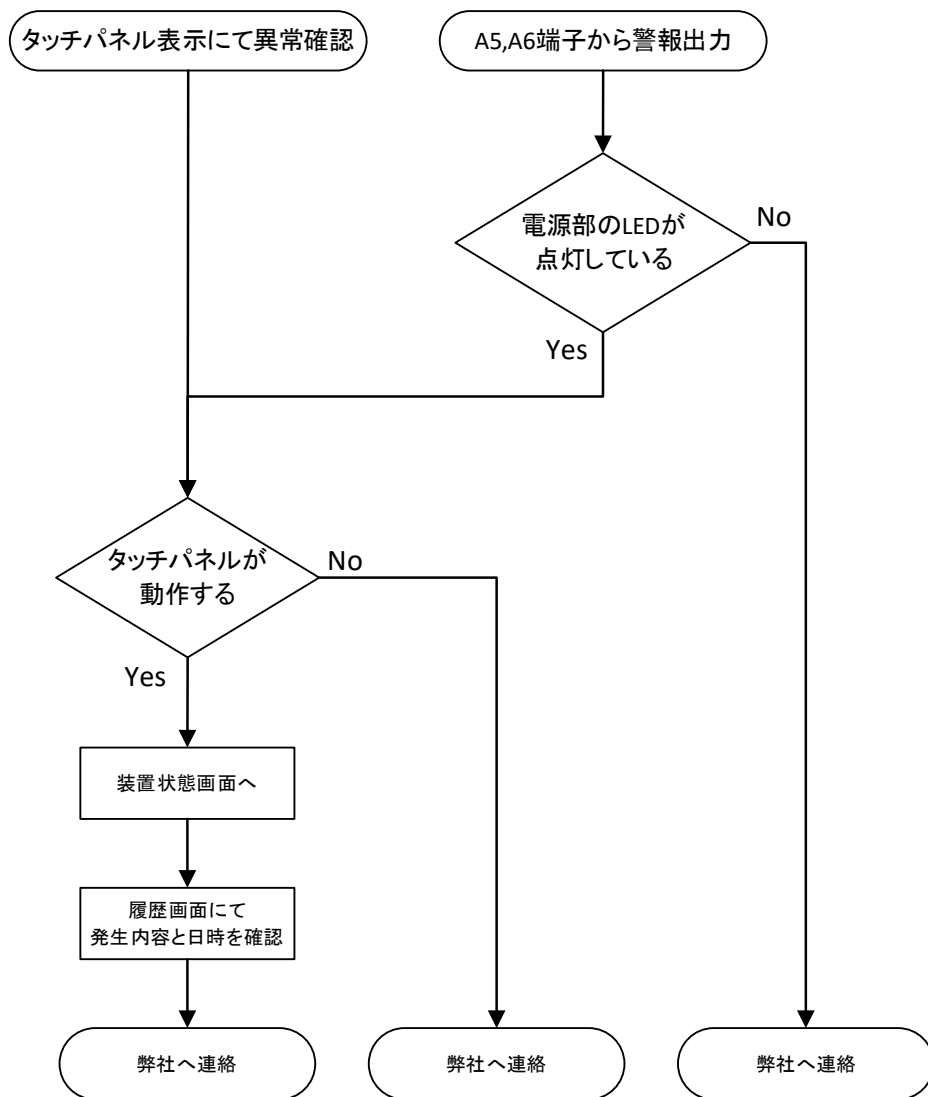 タッチパネル表示にて異常確認
A5,A6端子から警報出力
電源部のLEDが
点灯している
No
Yes
タッチパネルが
動作する
No
Yes
装置状態画面へ
履歴画面にて
発生内容と日時を確認
弊社へ連絡
弊社へ連絡
弊社へ連絡